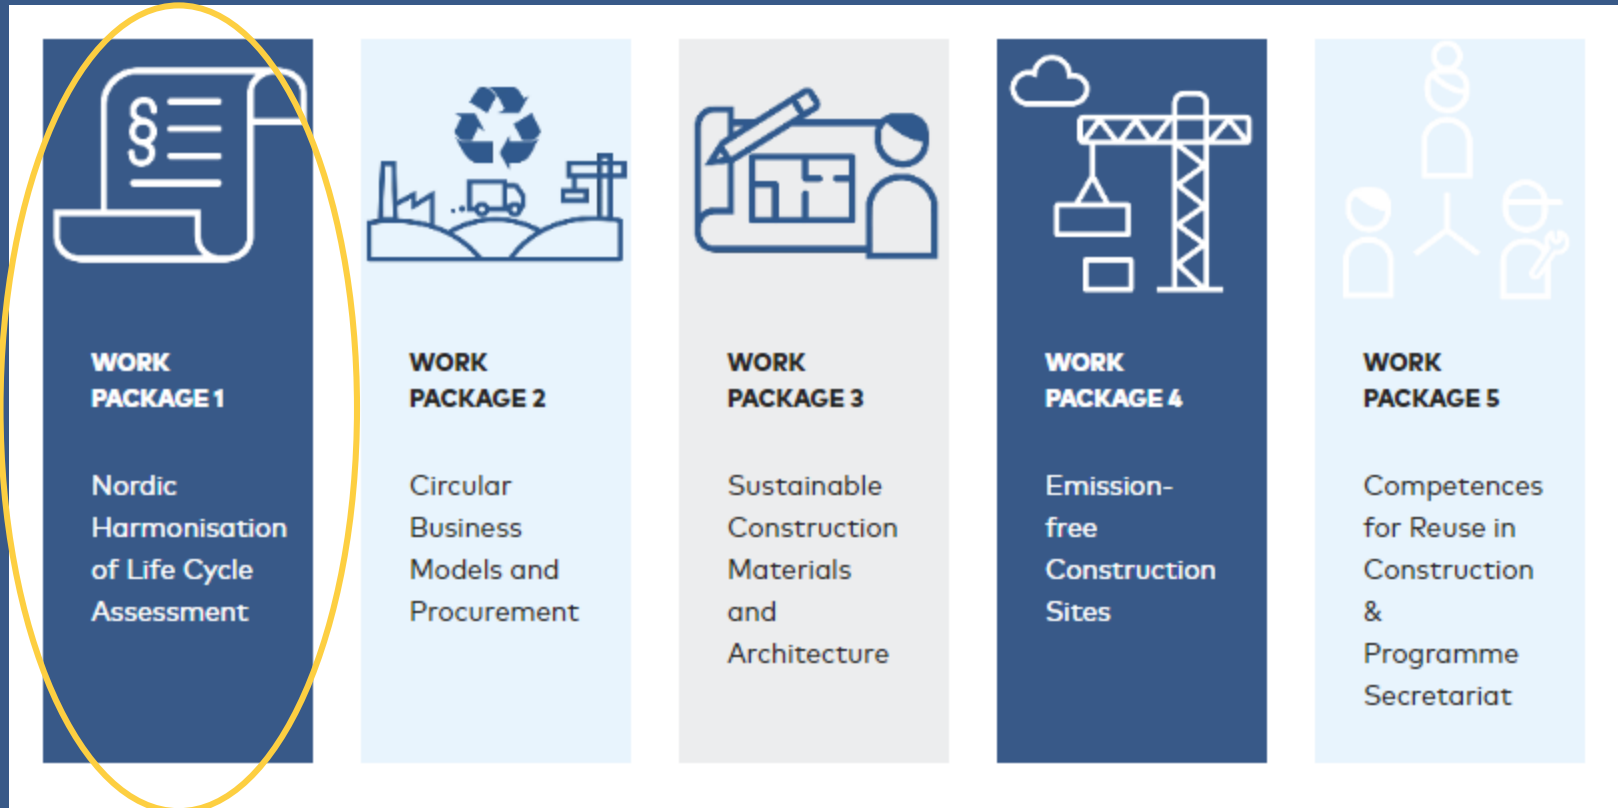 §
WORK
PACKAGE 1
Nordic
Harmonisation
of Life Cycle
Assessment
WORK
PACKAGE 2
Circular
Business
Models and
Procurement
WORK
PACKAGE 3
Sustainable
Construction
Materials
and
Architecture
WORK
PACKAGE 4
Emission-
free
Construction
Sites
WORK
PACKAGE 5
Competences
for Reuse in
Construction
&
Programme
Secretariat